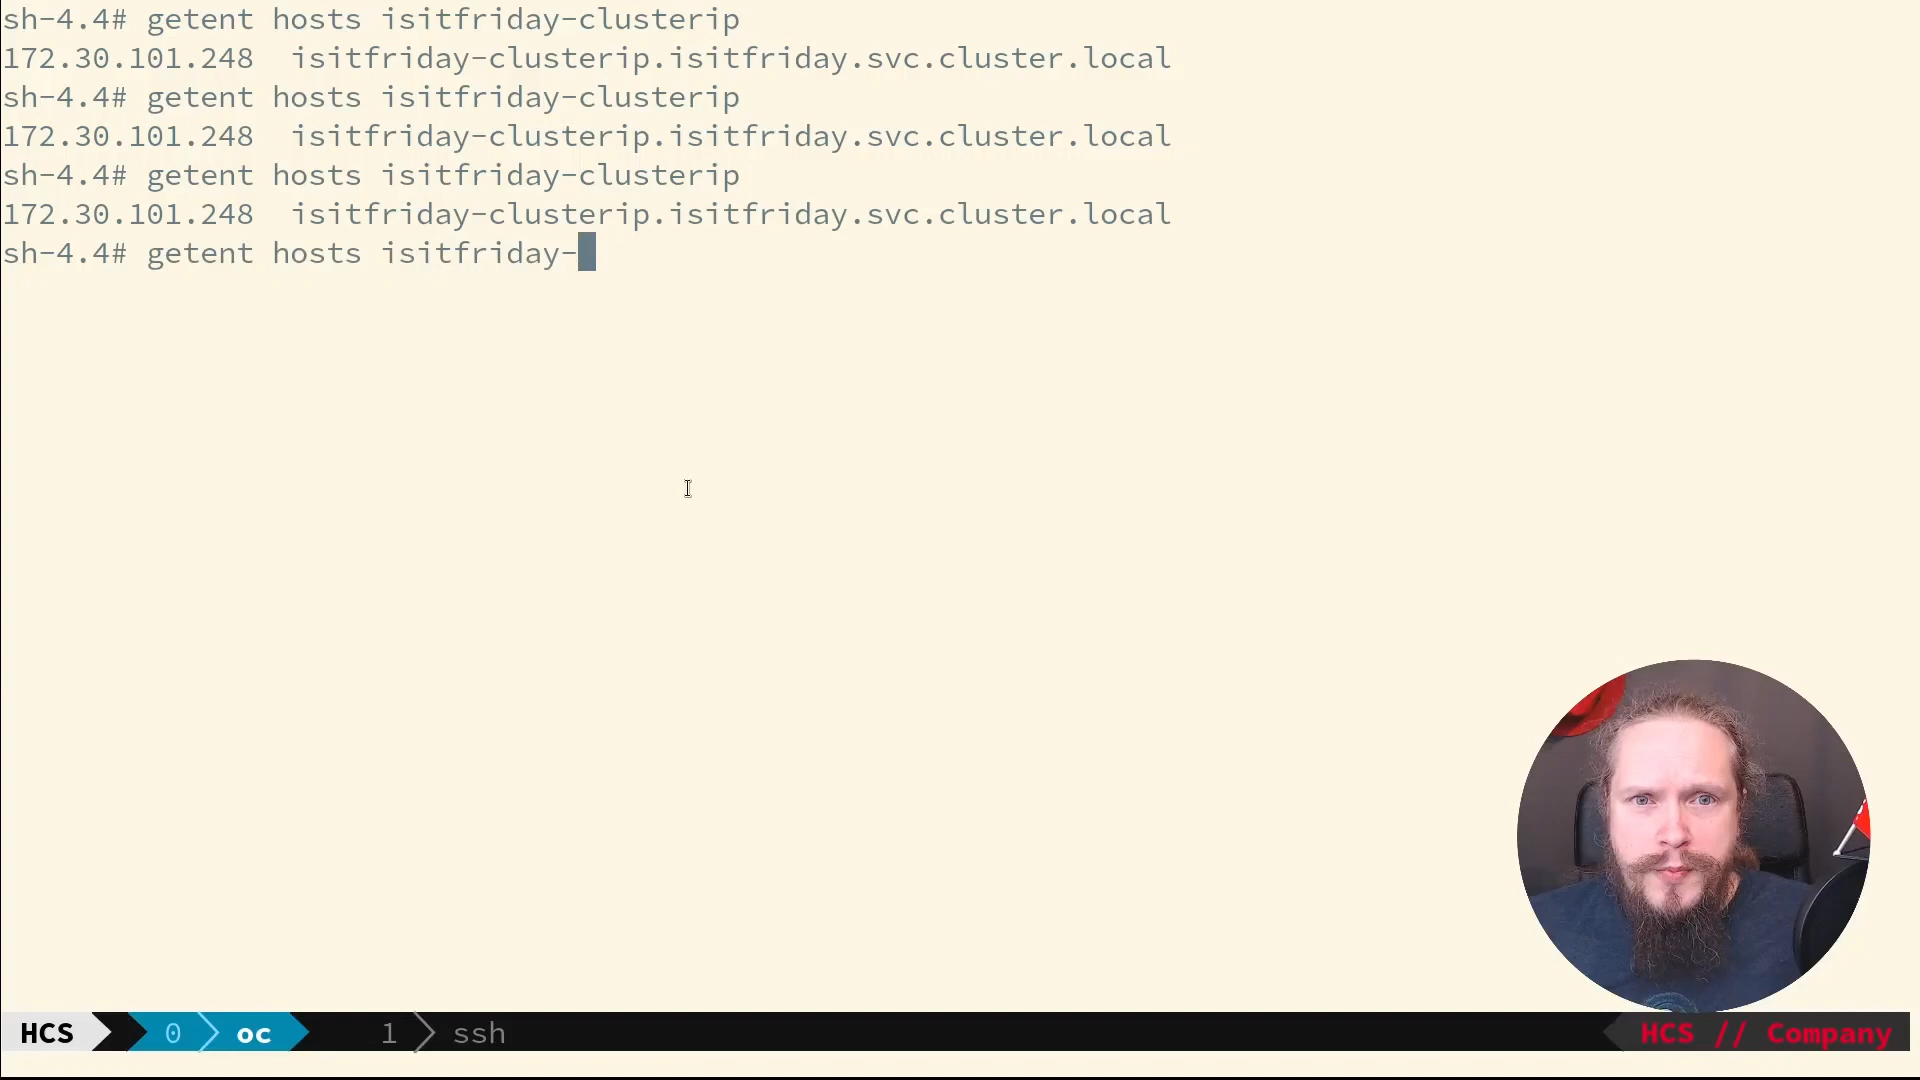 sh-4.4# getent hosts isitfriday-clusterip
172.30.101.248  isitfriday-clusterip.isitfriday.svc.cluster.local
sh-4.4# getent hosts isitfriday-clusterip
172.30.101.248  isitfriday-clusterip.isitfriday.svc.cluster.local
sh-4.4# getent hosts isitfriday-clusterip
172.30.101.248  isitfriday-clusterip.isitfriday.svc.cluster.local
sh-4.4# getent hosts isitfriday-
HCS 0 oc 1 ssh HCS // Company